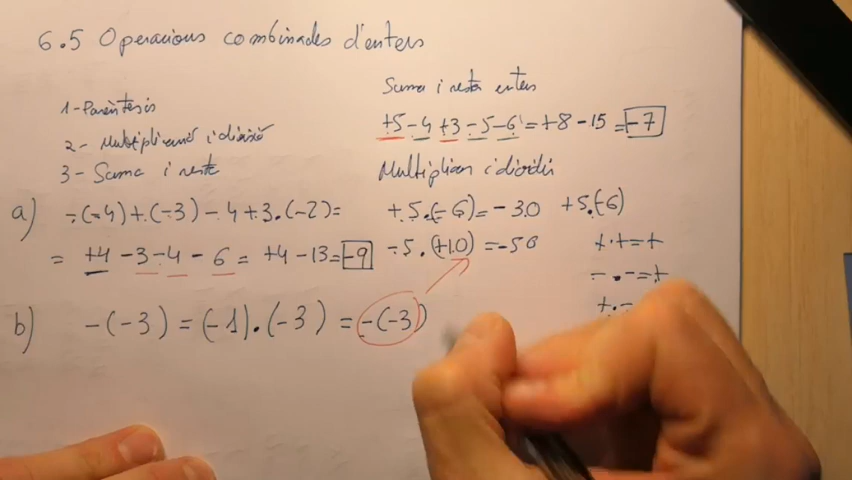 6.5 Operacions combinades d'enters
1-Parèntesis
2- Multiplicació i divisió
3- Suma i resta
a) -(-4)+(-3)-4+3.(-2)=
= +4-3-4-6= +4-13=-9
b) -(-3)=(-1).(-3)=-(-3)
Suma i resta enters
+5-4+3-5-6=+8-15=-7
Multiplicar i dividir
+5.(-6)=-30 +5.(-6)
-5.(+10)=-50
+.+=+
-.-=+
+.-